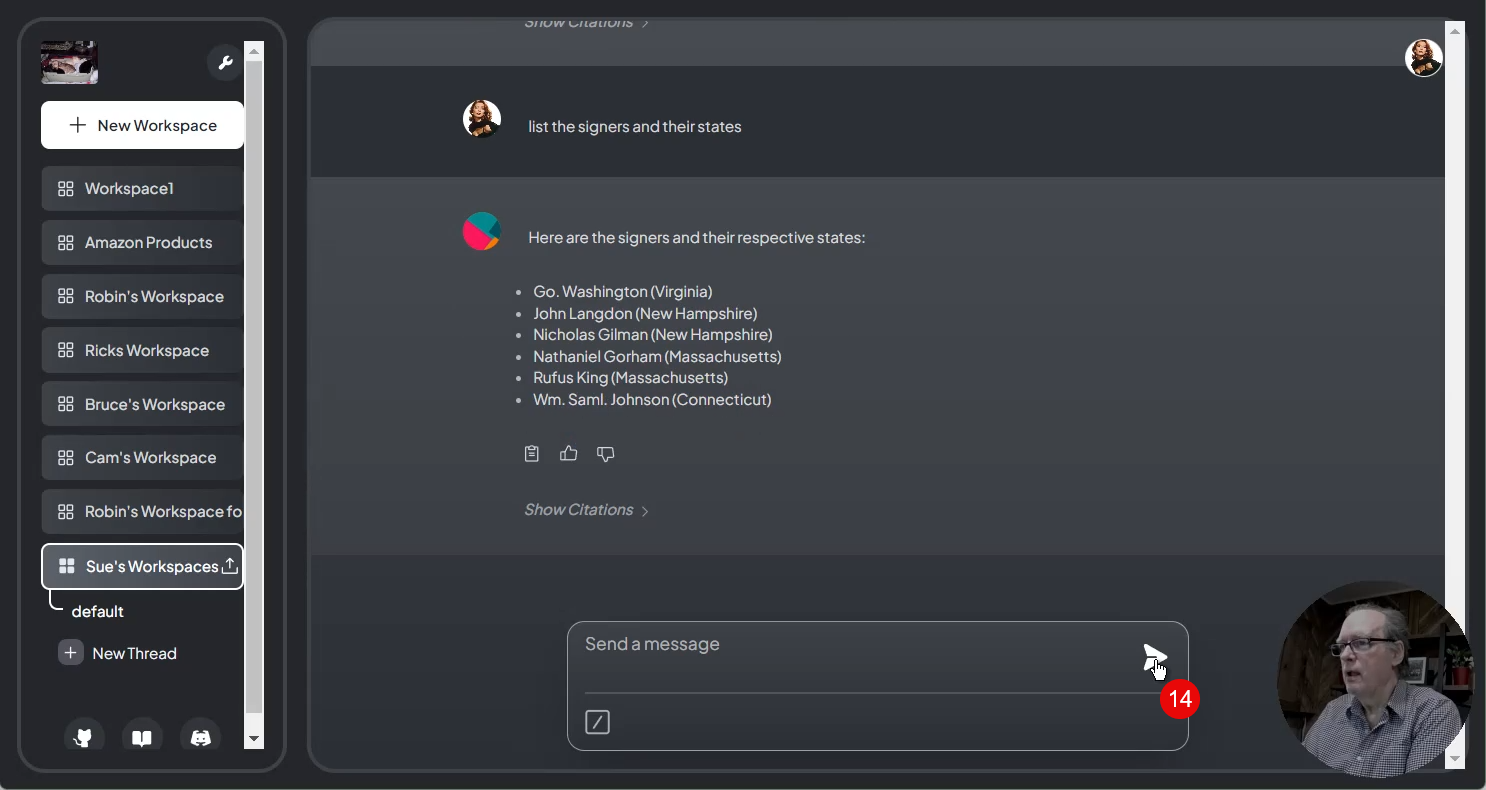 Show Citations
New Workspace
Workspace1
Amazon Products
Robin's Workspace
Ricks Workspace
Bruce's Workspace
Cam's Workspace
Robin's Workspace fo
Sue's Workspaces
default
New Thread
list the signers and their states
Here are the signers and their respective states:
Go. Washington (Virginia)
John Langdon (New Hampshire)
Nicholas Gilman (New Hampshire)
Nathaniel Gorham (Massachusetts)
Rufus King (Massachusetts)
Wm. Saml. Johnson (Connecticut)
Show Citations
Send a message
14